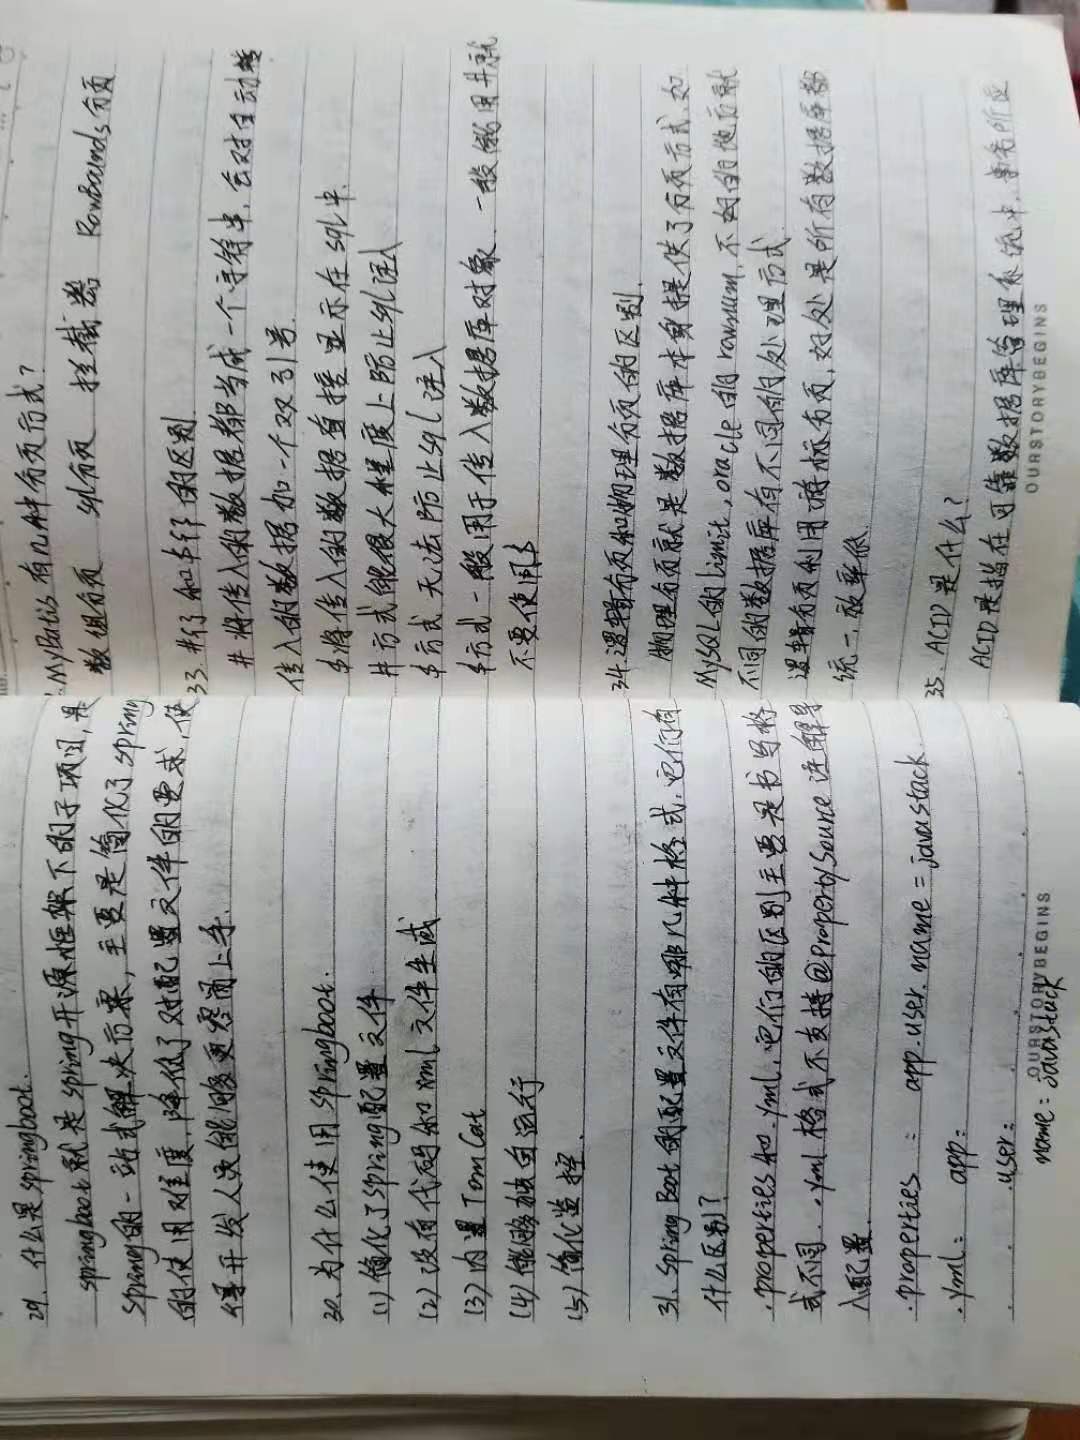 29. 什么是springboot.
springboot就是spring开源框架下的子项目,是
spring的一站式解决方案,主要是简化了spring
的使用难度,降低了对配置文件的要求,使
得开发人员能够更容易上手.
30. 为什么使用springboot.
(1) 简化了spring配置文件
(2) 没有代码和xml文件生成
(3) 内置TomCat
(4) 能够独自运行
(5) 简化监控.
31. Spring Boot的配置文件有哪几种格式,它们有
什么区别?
.properties和.yml,它们的区别主要是书写格
式不同. .yml格式不支持@PropertySource注解导
入配置.
.properties: app.user.name=javastack.
.yml: app:
. . . . user:
name: javastack
OURSTORYBEGINS
.MyBatis有几种分页方式?
数组分页 sql分页 拦截器 RowBounds分页
33. #{}和${}的区别
#将传入的数据都当成一个字符串,会对自动
传入的数据加一个双引号.
$将传入的数据直接显示在sql中.
#方式能很大程度上防止sql注入
$方式无法防止sql注入
$方式一般用于传入数据库对象 一般能用#就
不要使用$
34.逻辑分页和物理分页的区别.
物理分页就是数据库本身提供了分页方式,如
MySQL的limit,oracle的rownum,不好的地方就
不同的数据库有不同的处理方式
逻辑分页利用游标分页,好处是所有数据库都
统一,效率低.
35. ACID是什么?
ACID是指在可靠数据库管理系统中,事务所应
OURSTORYBEGINS